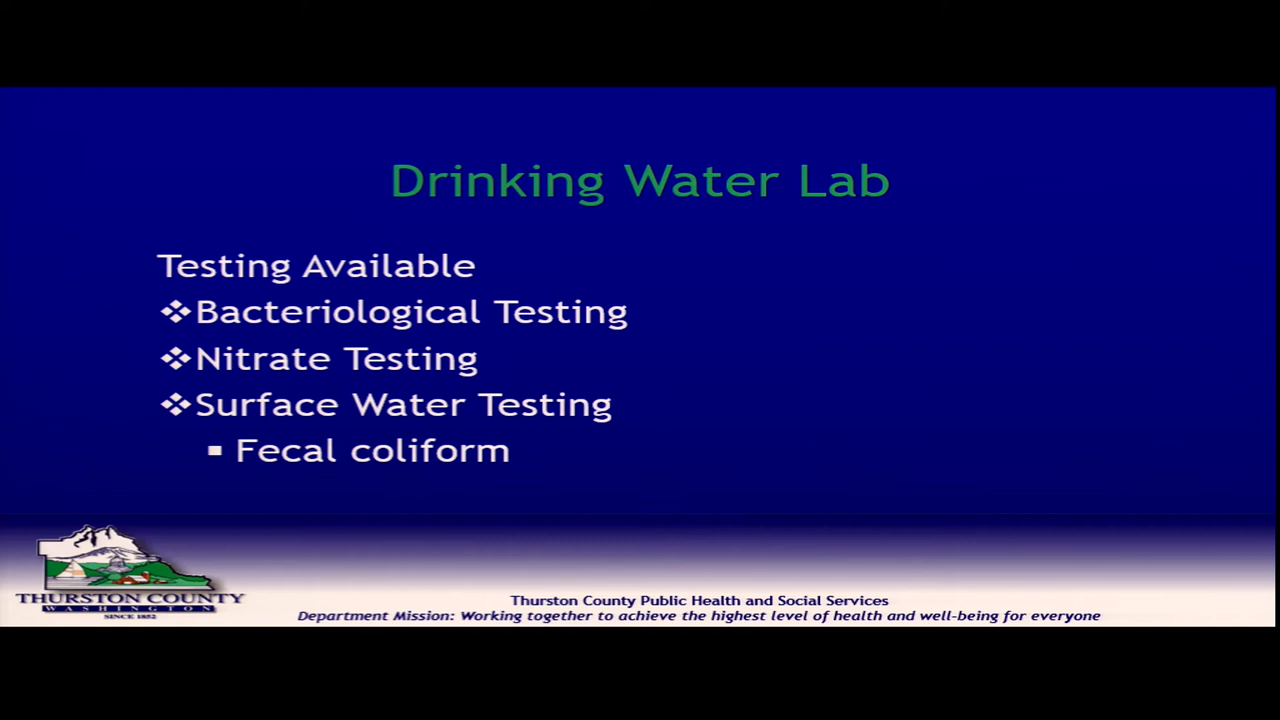 Drinking Water Lab
Testing Available
❖Bacteriological Testing
❖Nitrate Testing
❖Surface Water Testing
▪ Fecal coliform
THURSTON COUNTY
WASHINGTON
SINCE 1852
Thurston County Public Health and Social Services
Department Mission: Working together to achieve the highest level of health and well-being for everyone